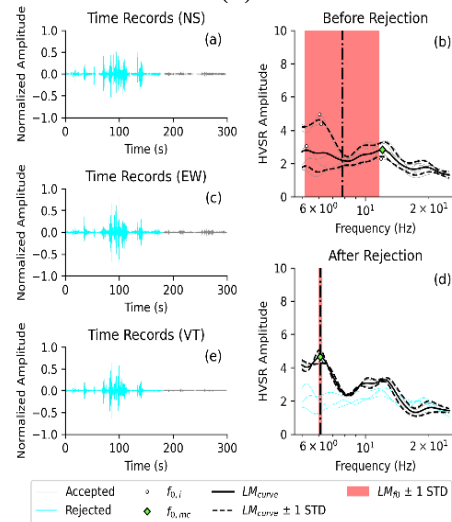 Time Records (NS)
Normalized Amplitude
1.0
0.5
0.0
−0.5
−1.0
(a)
0 100 200 300
Time (s)
Before Rejection
HVSR Amplitude
10
8
6
4
2
0
(b)
6 × 10⁰ 10¹ 2 × 10¹
Frequency (Hz)
Time Records (EW)
Normalized Amplitude
1.0
0.5
0.0
−0.5
−1.0
(c)
0 100 200 300
Time (s)
After Rejection
HVSR Amplitude
10
8
6
4
2
0
(d)
6 × 10⁰ 10¹ 2 × 10¹
Frequency (Hz)
Time Records (VT)
Normalized Amplitude
1.0
0.5
0.0
−0.5
−1.0
(e)
0 100 200 300
Time (s)
Accepted f₀,ᵢ LM_curve LM_f0 ± 1 STD
Rejected f₀,mc LM_curve ± 1 STD